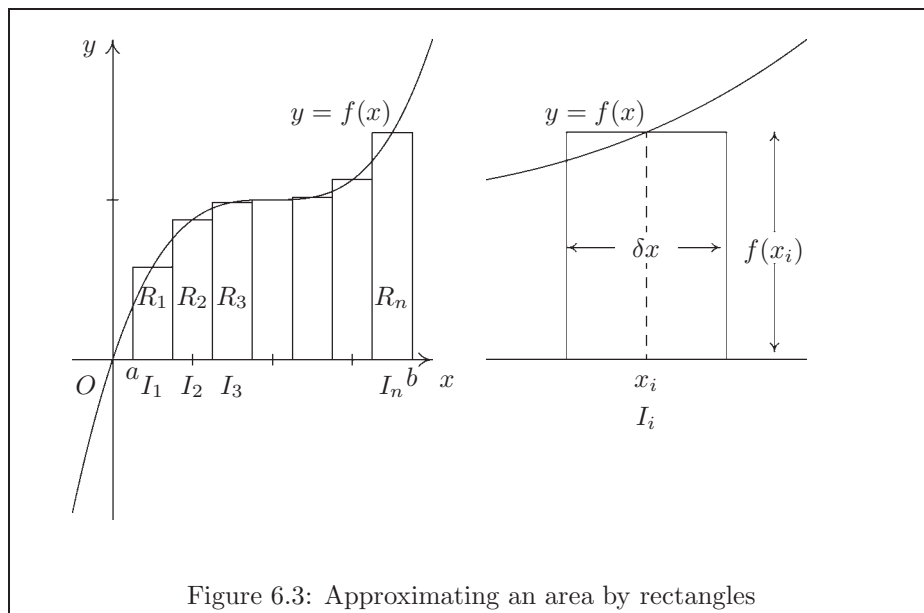 y
y = f(x)
R₁ R₂ R₃ Rₙ
O a I₁ I₂ I₃ Iₙ b x
y = f(x)
δx f(xᵢ)
xᵢ
Iᵢ
Figure 6.3: Approximating an area by rectangles